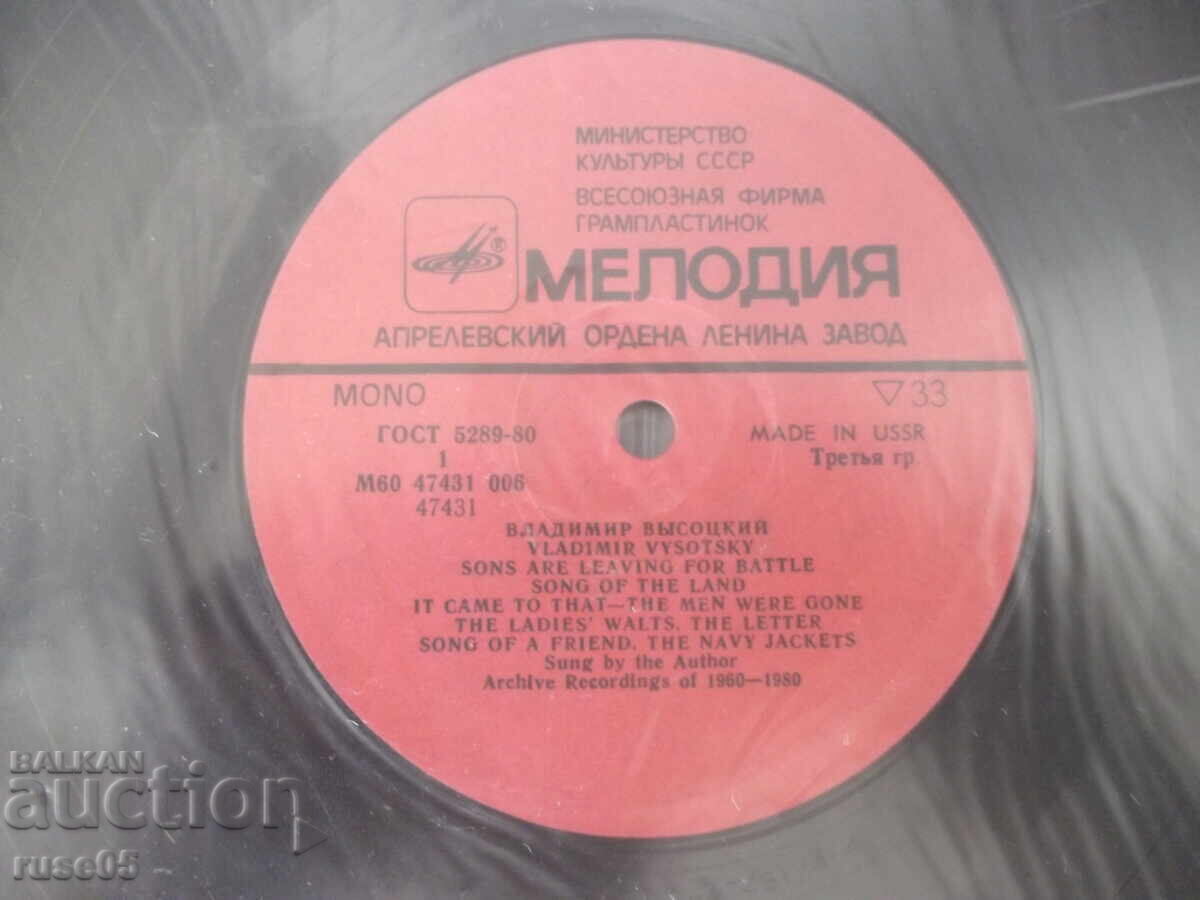 МИНИСТЕРСТВО
КУЛЬТУРЫ СССР
ВСЕСОЮЗНАЯ ФИРМА
ГРАМПЛАСТИНОК
® МЕЛОДИЯ
АПРЕЛЕВСКИЙ ОРДЕНА ЛЕНИНА ЗАВОД
MONO ▽33
ГОСТ 5289-80 MADE IN USSR
1 Третья гр.
М60 47431 006
47431
ВЛАДИМИР ВЫСОЦКИЙ
VLADIMIR VYSOTSKY
SONS ARE LEAVING FOR BATTLE
SONG OF THE LAND
IT CAME TO THAT—THE MEN WERE GONE
THE LADIES' WALTS. THE LETTER
SONG OF A FRIEND. THE NAVY JACKETS
Sung by the Author
Archive Recordings of 1960—1980
BALKAN
auction
ruse05